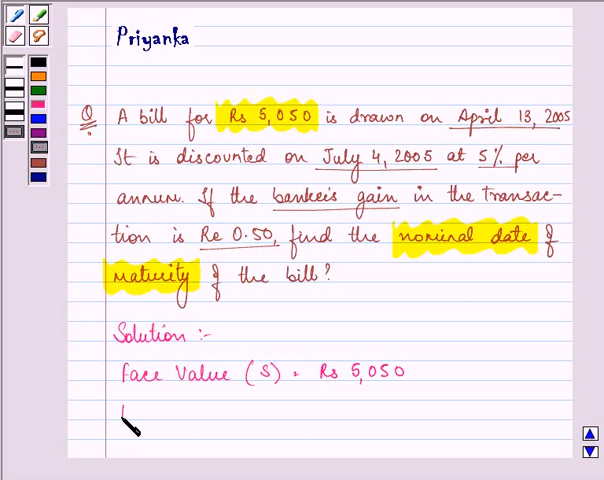 Priyanka
Q A bill for Rs 5,050 is drawn on April 13, 2005
It is discounted on July 4, 2005 at 5% per
annum. If the banker's gain in the transac-
tion is Re 0.50, find the nominal date of
maturity of the bill?
Solution :-
Face Value (S) = Rs 5,050